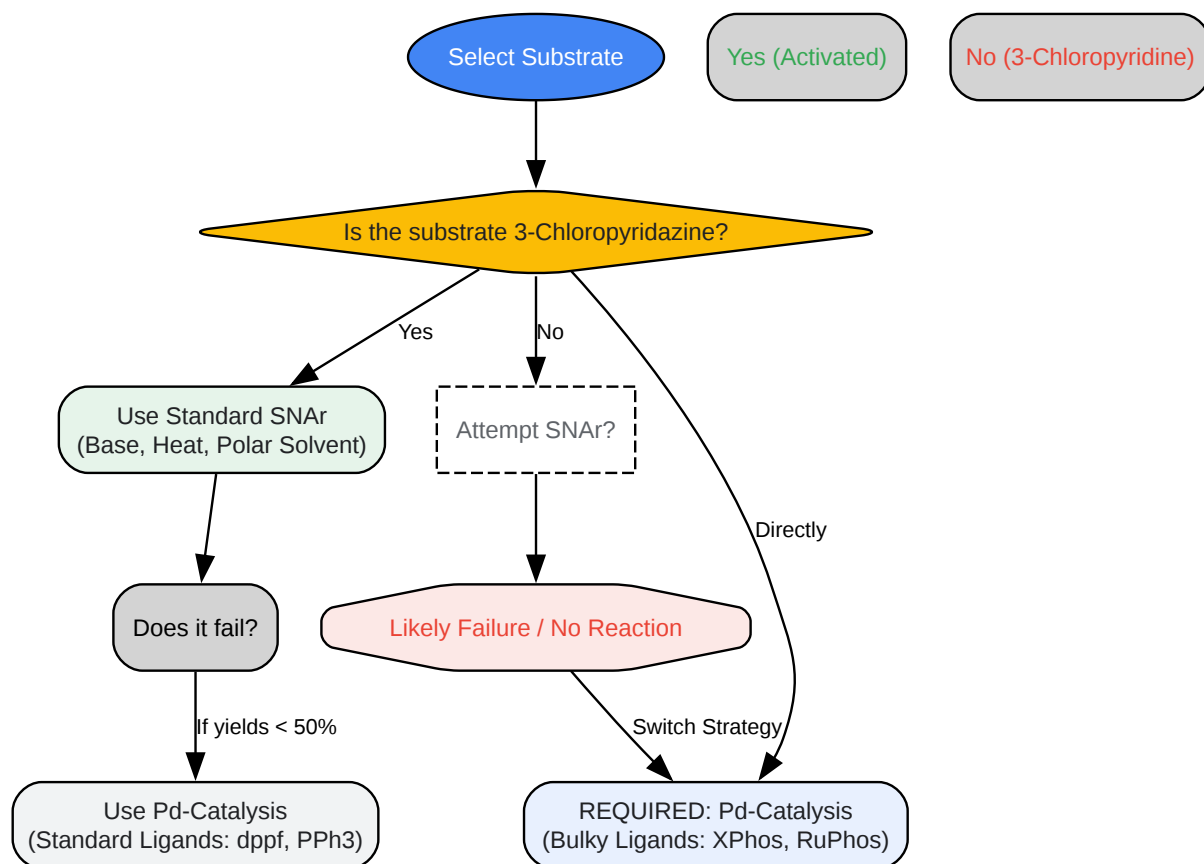 Select Substrate
Yes (Activated)
No (3-Chloropyridine)
Is the substrate 3-Chloropyridazine?
Yes
No
Use Standard SNAr
(Base, Heat, Polar Solvent)
Attempt SNAr?
Directly
Does it fail?
Likely Failure / No Reaction
If yields < 50%
Switch Strategy
Use Pd-Catalysis
(Standard Ligands: dppf, PPh3)
REQUIRED: Pd-Catalysis
(Bulky Ligands: XPhos, RuPhos)